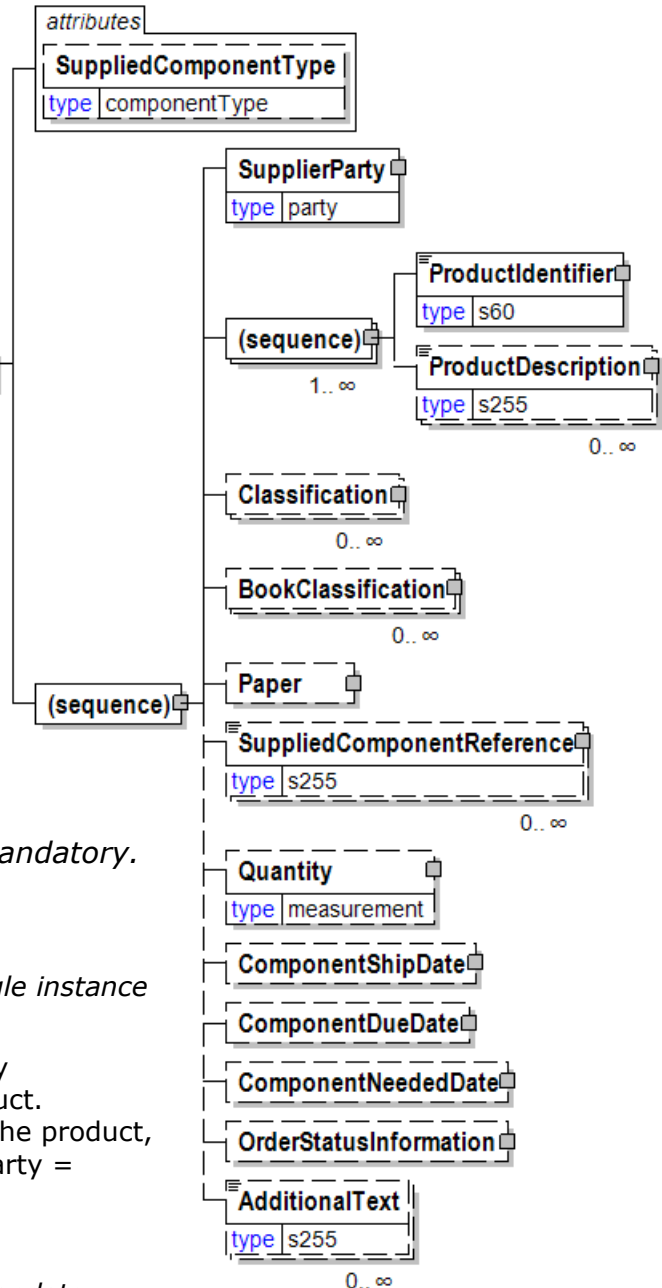 attributes
SuppliedComponentType
type componentType
SupplierParty
type party
ProductIdentifier
type s60
(sequence)
1.. ∞
ProductDescription
type s255
0.. ∞
Classification
0.. ∞
BookClassification
0.. ∞
Paper
(sequence)
SuppliedComponentReference
type s255
0.. ∞
andatory.
Quantity
type measurement
ComponentShipDate
le instance
ComponentDueDate
y
ComponentNeededDate
uct.
he product,
OrderStatusInformation
arty =
AdditionalText
type s255
0.. ∞